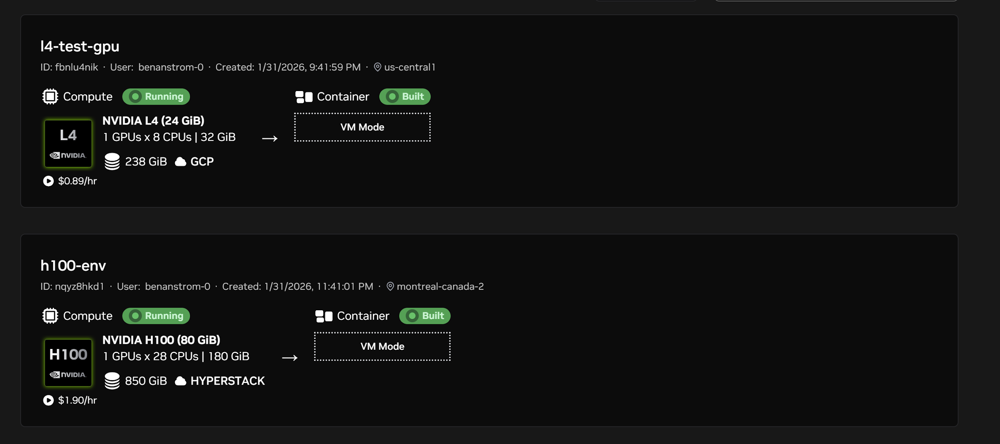 l4-test-gpu
ID: fbnlu4nik · User: benanstrom-0 · Created: 1/31/2026, 9:41:59 PM · us-central1
Compute Running Container Built
NVIDIA L4 (24 GiB)
1 GPUs x 8 CPUs | 32 GiB
L4
NVIDIA.
→
VM Mode
238 GiB GCP
$0.89/hr
h100-env
ID: nqyz8hkd1 · User: benanstrom-0 · Created: 1/31/2026, 11:41:01 PM · montreal-canada-2
Compute Running Container Built
NVIDIA H100 (80 GiB)
1 GPUs x 28 CPUs | 180 GiB
H100
NVIDIA.
→
VM Mode
850 GiB HYPERSTACK
$1.90/hr